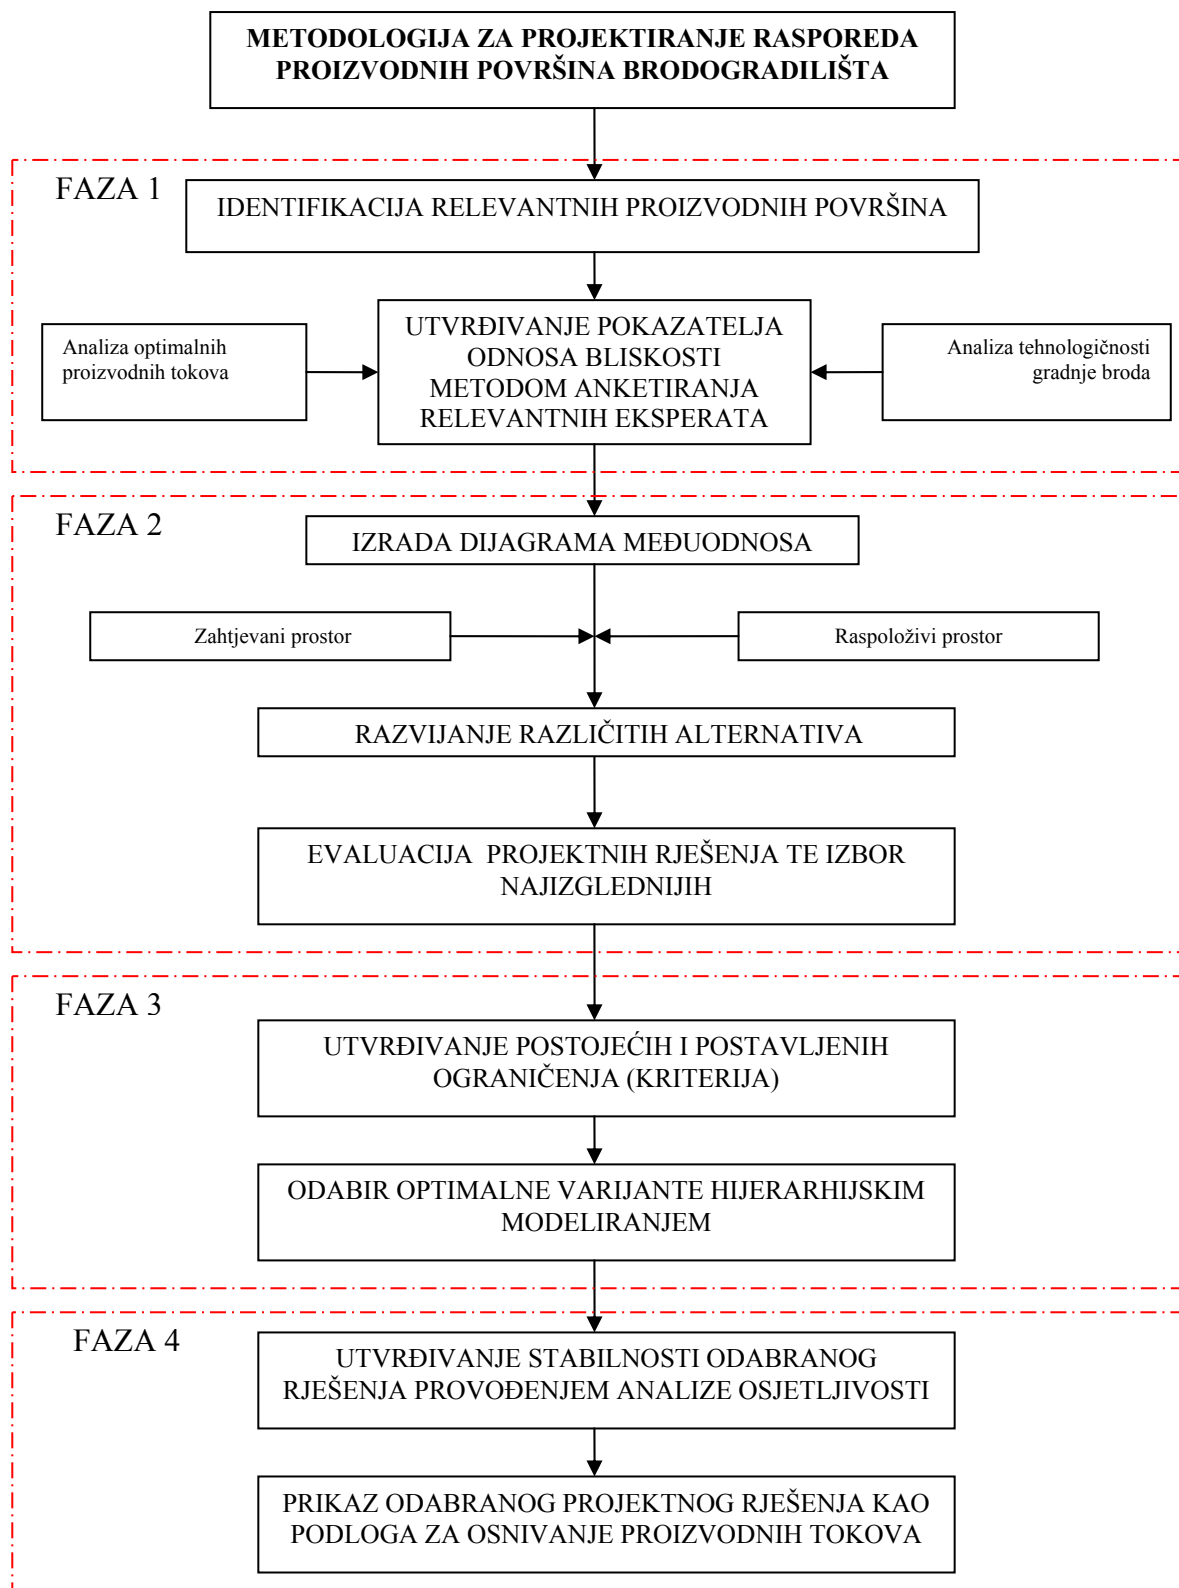 METODOLOGIJA ZA PROJEKTIRANJE RASPOREDA
PROIZVODNIH POVRŠINA BRODOGRADILIŠTA
FAZA 1
IDENTIFIKACIJA RELEVANTNIH PROIZVODNIH POVRŠINA
Analiza optimalnih
proizvodnih tokova
UTVRĐIVANJE POKAZATELJA
ODNOSA BLISKOSTI
METODOM ANKETIRANJA
RELEVANTNIH EKSPERATA
Analiza tehnologičnosti
gradnje broda
FAZA 2
IZRADA DIJAGRAMA MEĐUODNOSA
Zahtjevani prostor
Raspoloživi prostor
RAZVIJANJE RAZLIČITIH ALTERNATIVA
EVALUACIJA PROJEKTNIH RJEŠENJA TE IZBOR
NAJIZGLEDNIJIH
FAZA 3
UTVRĐIVANJE POSTOJEĆIH I POSTAVLJENIH
OGRANIČENJA (KRITERIJA)
ODABIR OPTIMALNE VARIJANTE HIJERARHIJSKIM
MODELIRANJEM
FAZA 4
UTVRĐIVANJE STABILNOSTI ODABRANOG
RJEŠENJA PROVOĐENJEM ANALIZE OSJETLJIVOSTI
PRIKAZ ODABRANOG PROJEKTNOG RJEŠENJA KAO
PODLOGA ZA OSNIVANJE PROIZVODNIH TOKOVA